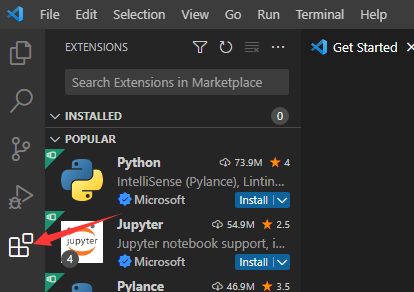 File Edit Selection View Go Run Terminal Help
EXTENSIONS
Get Started
Search Extensions in Marketplace
INSTALLED 0
POPULAR
Python 73.9M 4
IntelliSense (Pylance), Lintin...
Microsoft Install
Jupyter 54.9M 2.5
Jupyter notebook support, i...
jupyter
4
Microsoft Install
Pylance 46.9M 3.5